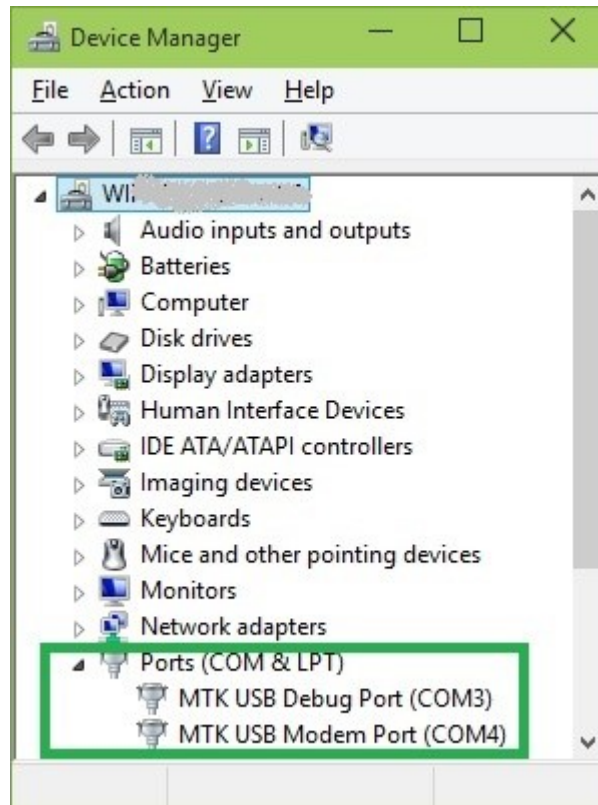 Device Manager
File Action View Help
Audio inputs and outputs
Batteries
Computer
Disk drives
Display adapters
Human Interface Devices
IDE ATA/ATAPI controllers
Imaging devices
Keyboards
Mice and other pointing devices
Monitors
Network adapters
Ports (COM & LPT)
MTK USB Debug Port (COM3)
MTK USB Modem Port (COM4)